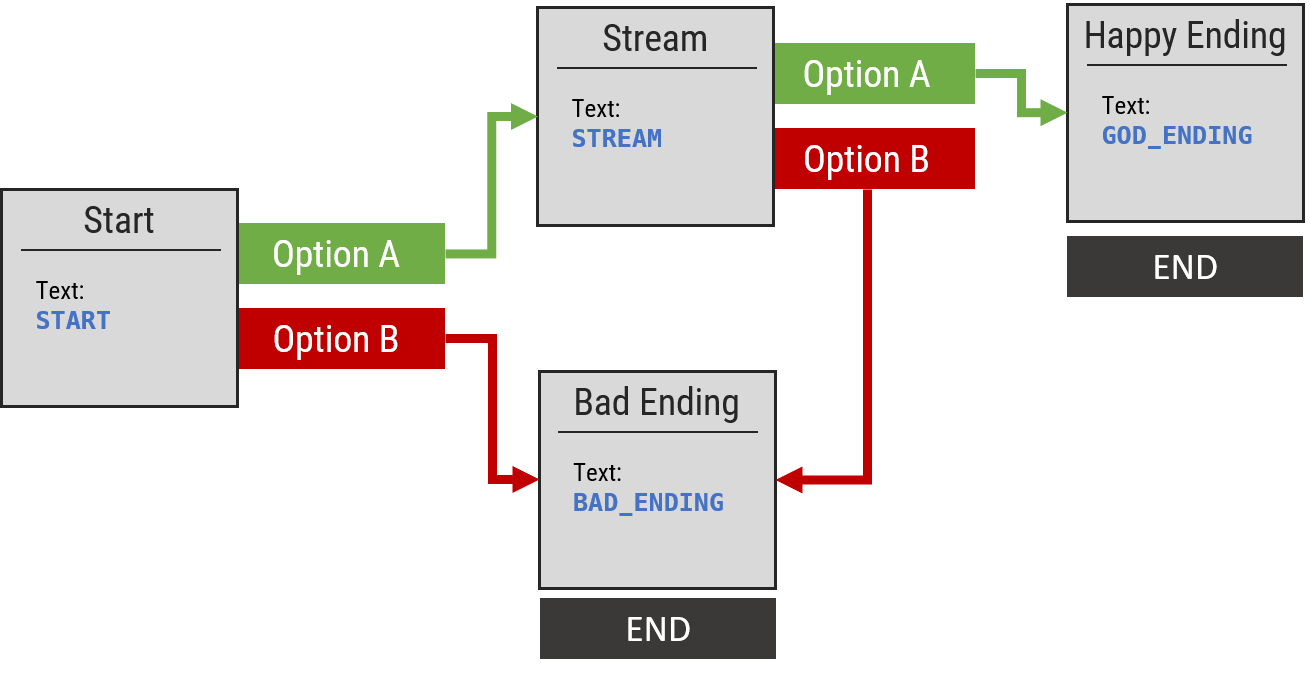 Start
Text:
START
Option A
Option B
Stream
Text:
STREAM
Option A
Option B
Bad Ending
Text:
BAD_ENDING
END
Happy Ending
Text:
GOD_ENDING
END